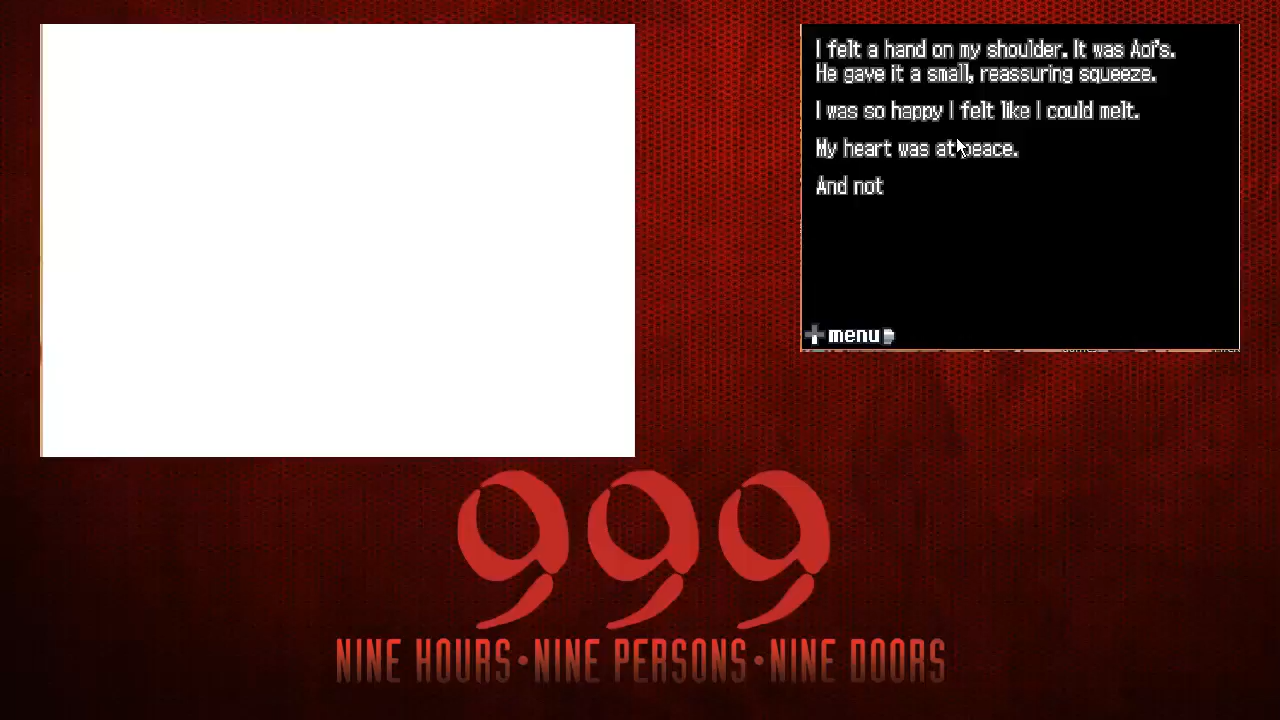 I felt a hand on my shoulder. It was Aoi's.
He gave it a small, reassuring squeeze.
I was so happy I felt like I could melt.
My heart was at peace.
And not
menu
999
NINE HOURS • NINE PERSONS • NINE DOORS